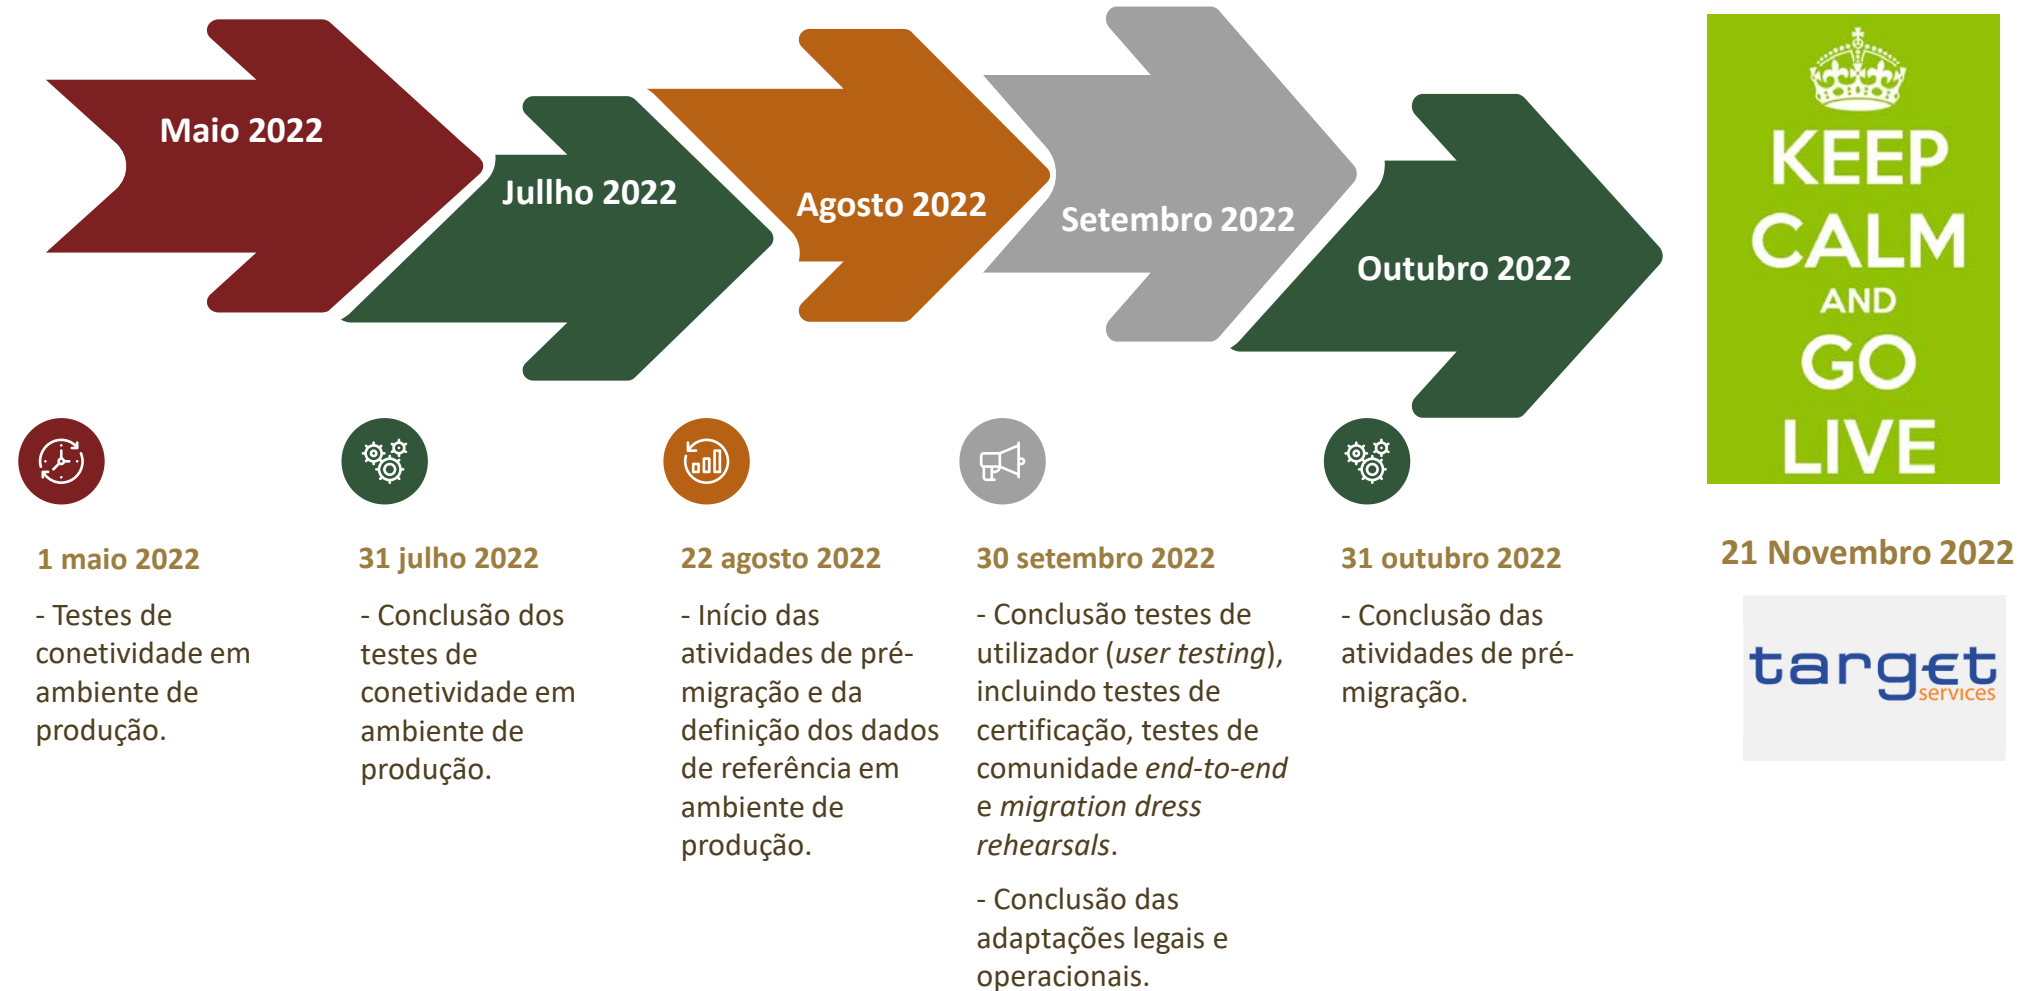 Maio 2022
Jullho 2022
Agosto 2022
Setembro 2022
Outubro 2022
KEEP
CALM
AND
GO
LIVE
1 maio 2022
- Testes de
conetividade em
ambiente de
produção.
31 julho 2022
- Conclusão dos
testes de
conetividade em
ambiente de
produção.
22 agosto 2022
- Início das
atividades de pré-
migração e da
definição dos dados
de referência em
ambiente de
produção.
30 setembro 2022
- Conclusão testes de
utilizador (user testing),
incluindo testes de
certificação, testes de
comunidade end-to-end
e migration dress
rehearsals.
- Conclusão das
adaptações legais e
operacionais.
31 outubro 2022
- Conclusão das
atividades de pré-
migração.
21 Novembro 2022
target
services